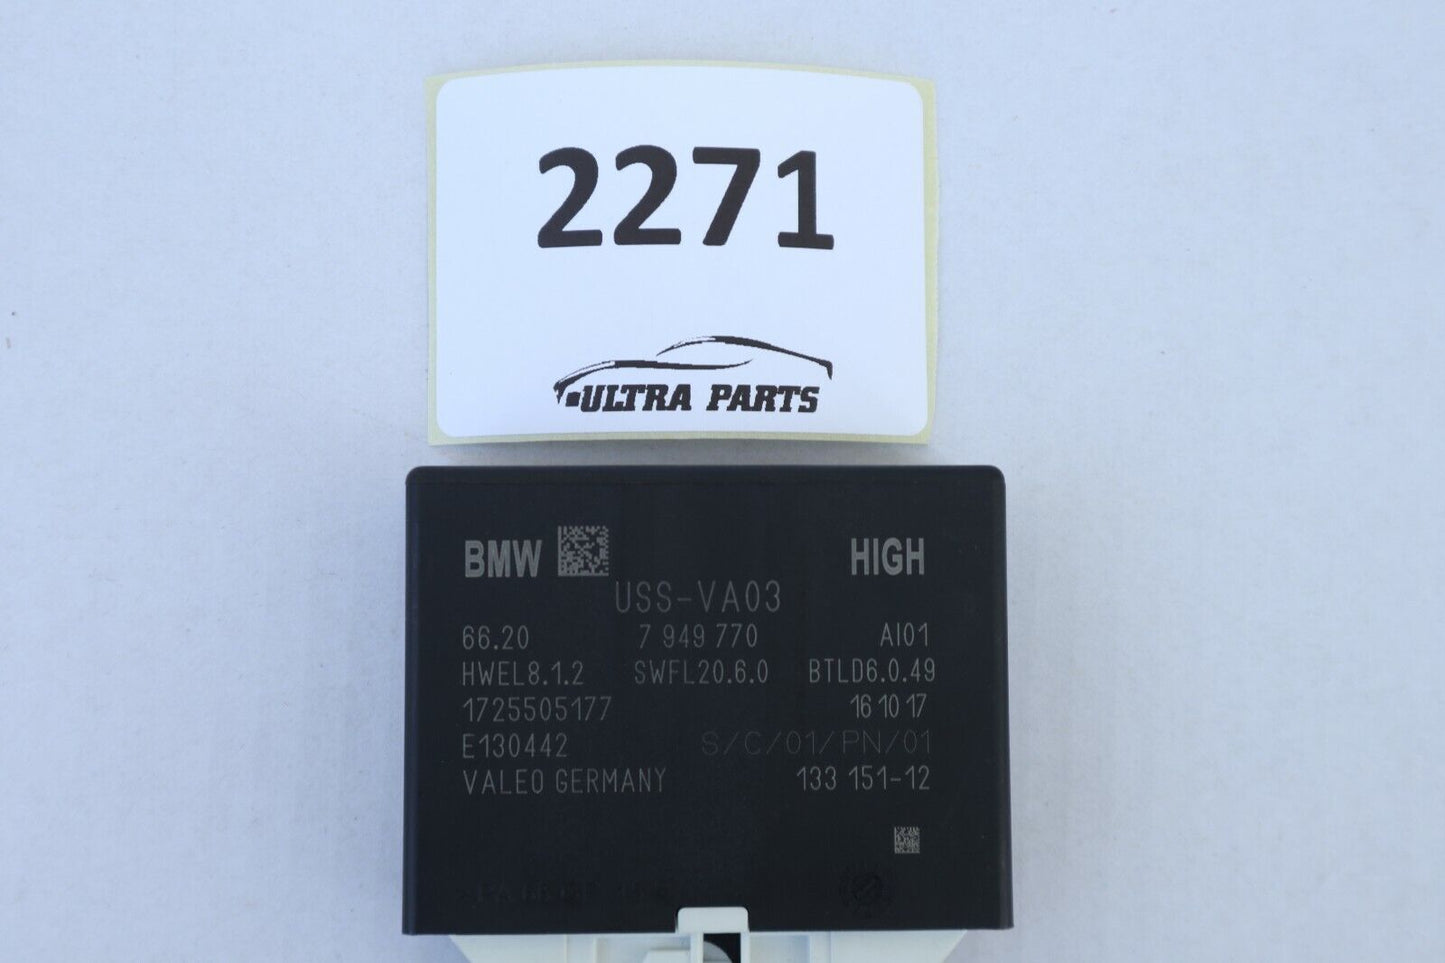 2271
ULTRA PARTS
BMW HIGH
USS-VA03
66.20 7 949 770 AI01
HWEL8.1.2 SWFL20.6.0 BTLD6.0.49
1725505177 16 10 17
E130442 S/C/01/PN/01
VALEO GERMANY 133 151-12